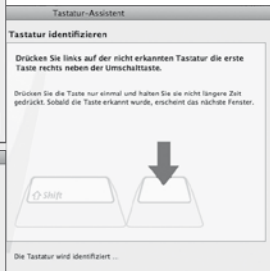 Tastatur-Assistent
Tastatur identifizieren
Drücken Sie links auf der nicht erkannten Tastatur die erste
Taste rechts neben der Umschalttaste.
Drücken Sie die Taste nur einmal und halten Sie sie nicht längere Zeit
gedrückt. Sobald die Taste erkannt wurde, erscheint das nächste Fenster.
Shift
Die Tastatur wird identifiziert ...